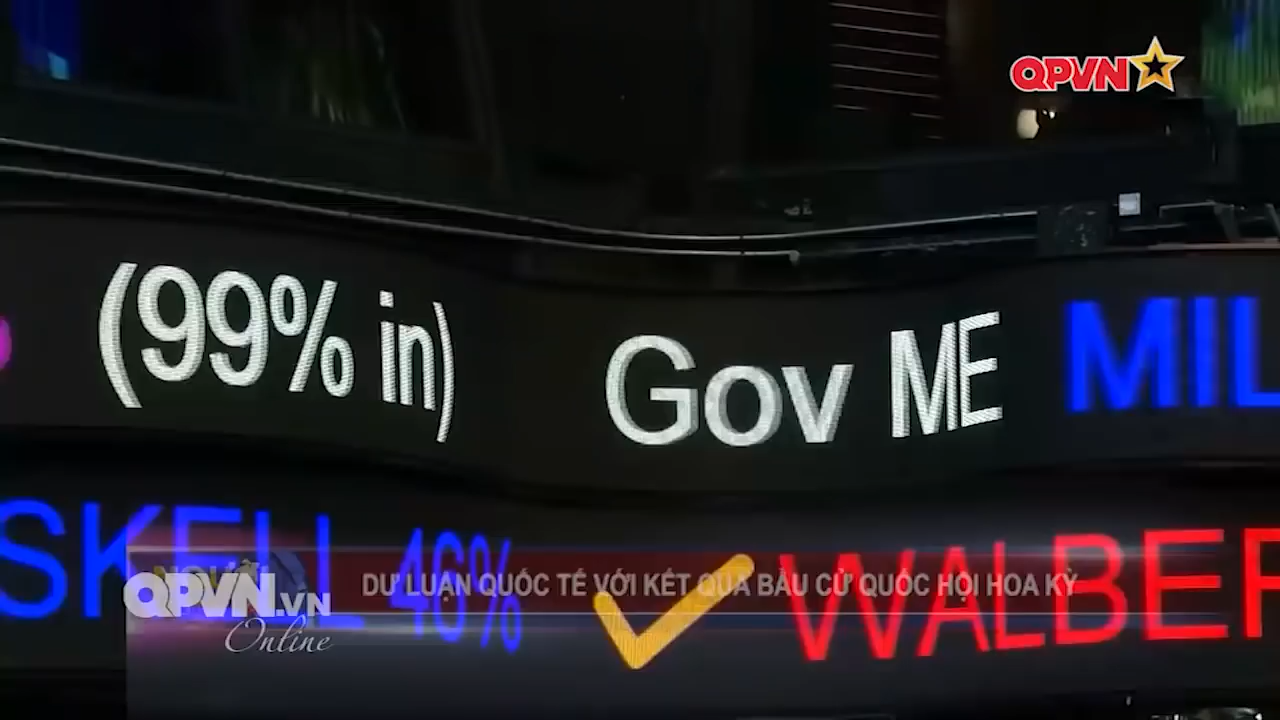 QPVN
(99% in) Gov ME MIL
SKELL 46% WALBER
DƯ LUẬN QUỐC TẾ VỚI KẾT QUẢ BẦU CỬ QUỐC HỘI HOA KỲ
QPVN.VN
Online